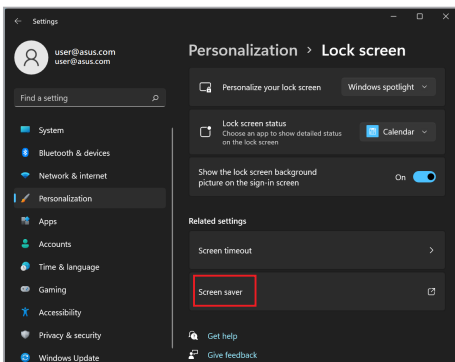 Settings
user@asus.com
user@asus.com
Find a setting
System
Bluetooth & devices
Network & internet
Personalization
Apps
Accounts
Time & language
Gaming
Accessibility
Privacy & security
Windows Update
Personalization > Lock screen
Personalize your lock screen
Windows spotlight
Lock screen status
Choose an app to show detailed status
on the lock screen
Calendar
Show the lock screen background
picture on the sign-in screen
On
Related settings
Screen timeout
Screen saver
Get help
Give feedback